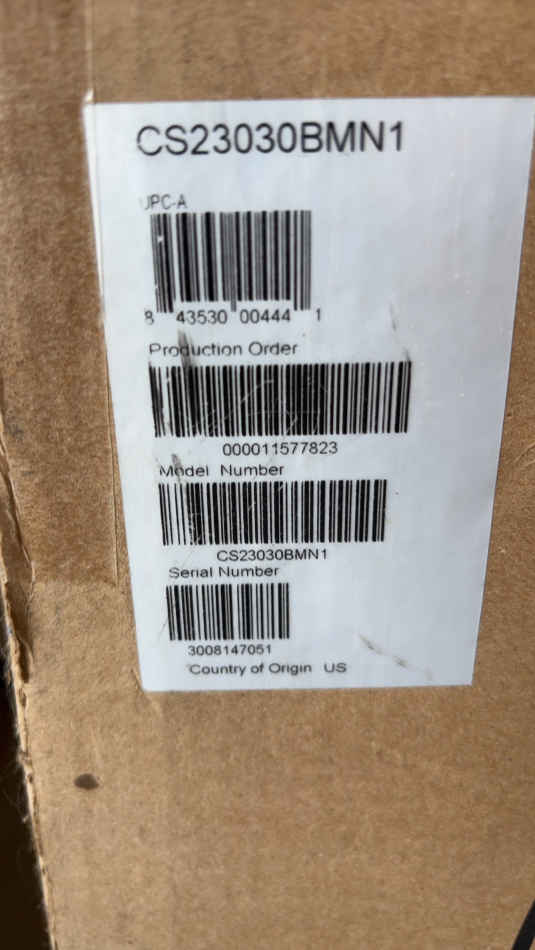 CS23030BMN1
UPC-A
8 43530 00444 1
Production Order
000011577823
Model Number
CS23030BMN1
Serial Number
3008147051
Country of Origin US